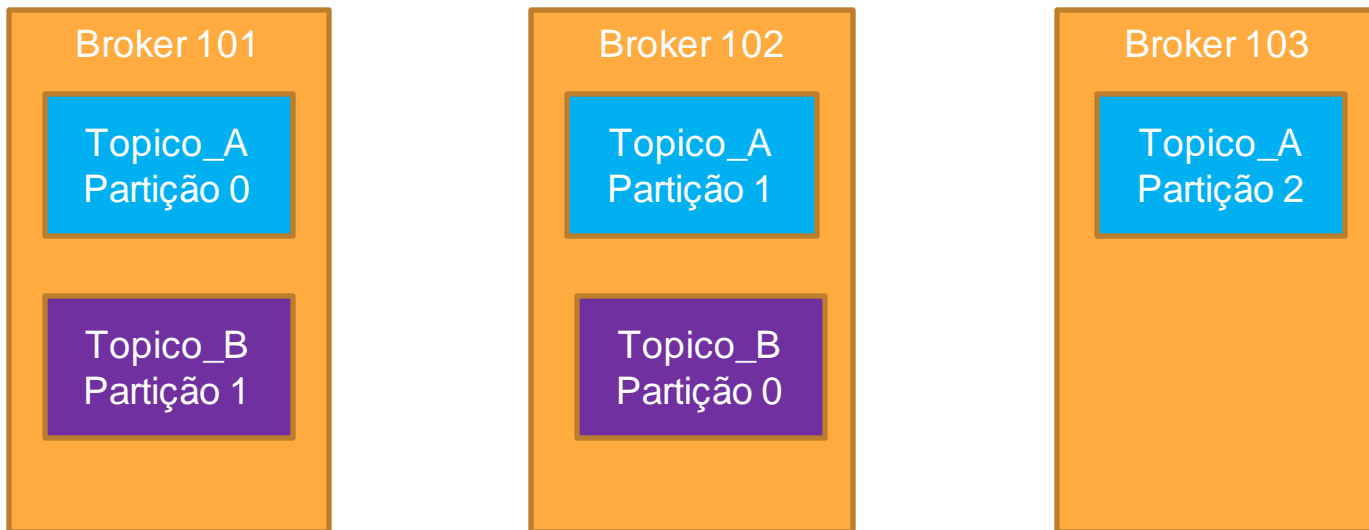 Broker 101
Topico_A
Partição 0
Topico_B
Partição 1
Broker 102
Topico_A
Partição 1
Topico_B
Partição 0
Broker 103
Topico_A
Partição 2